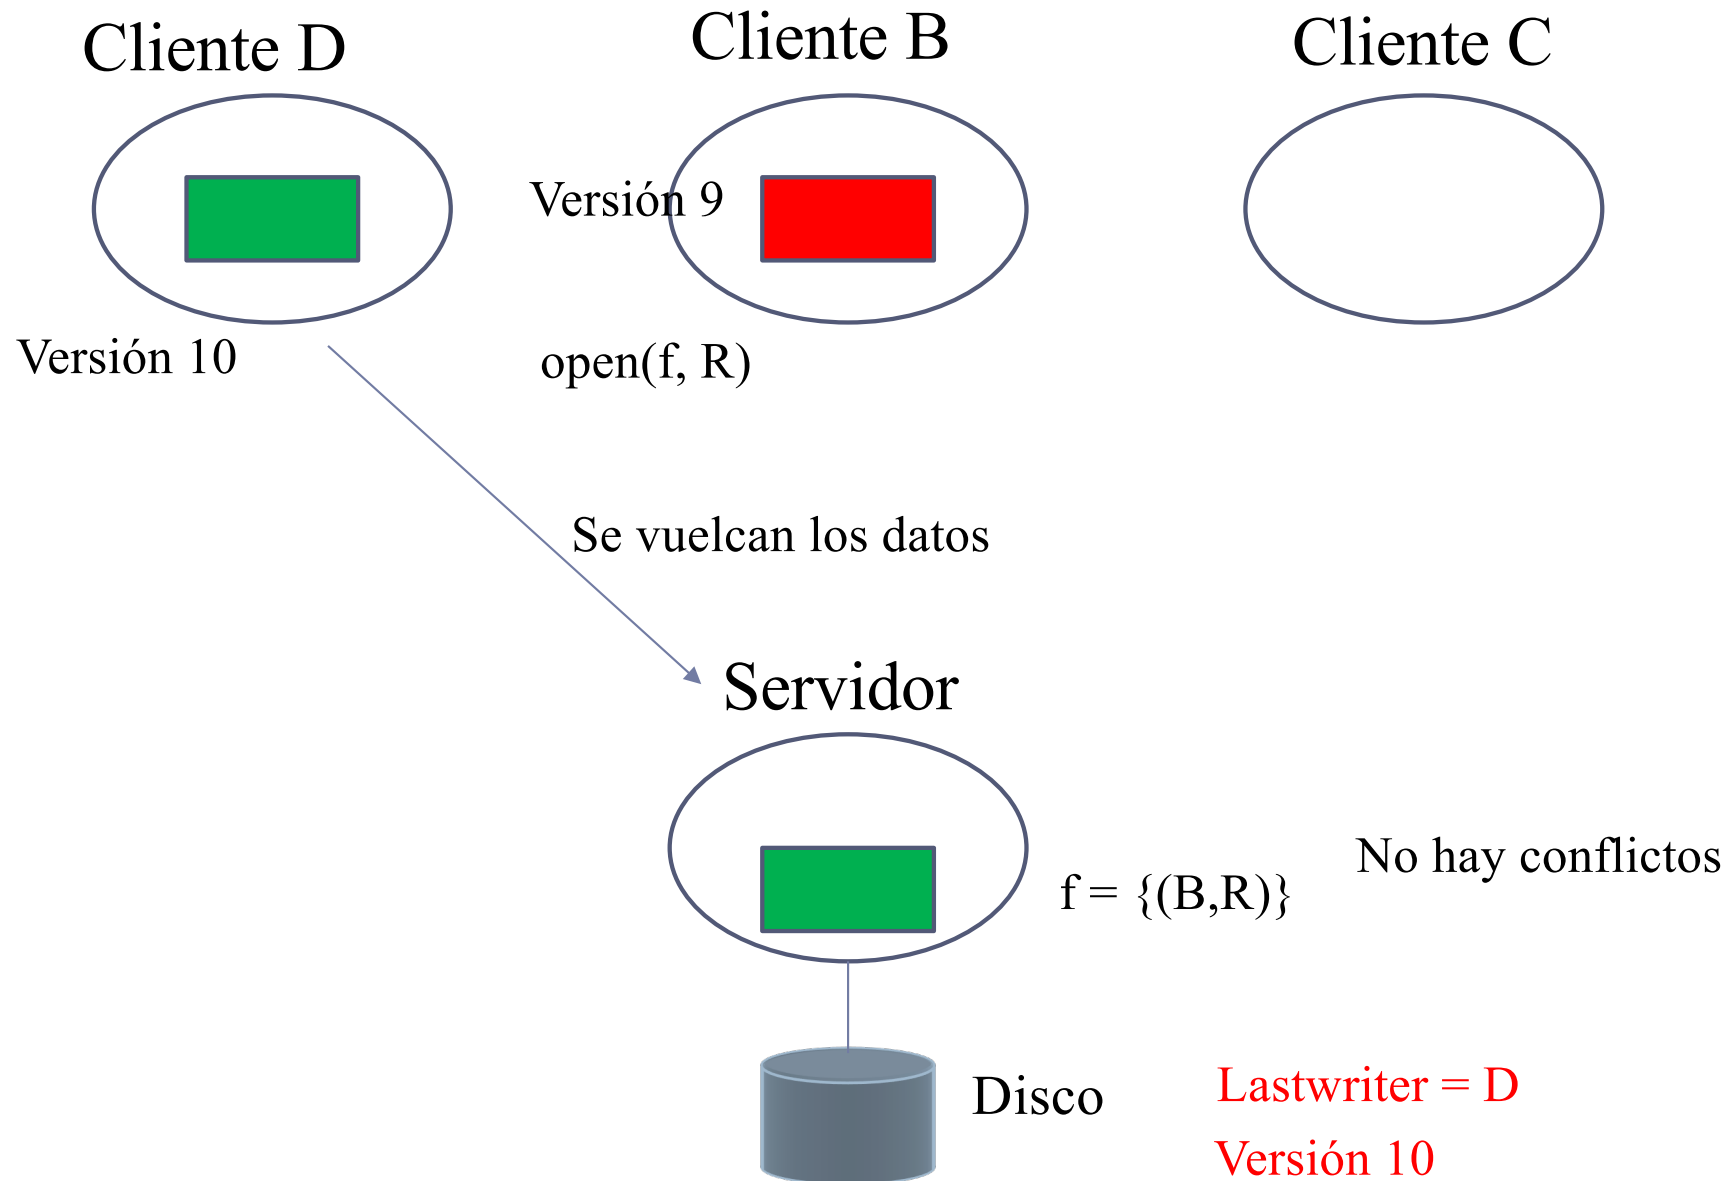 Cliente D
Cliente B
Cliente C
Versión 9
Versión 10
open(f, R)
Se vuelcan los datos
Servidor
No hay conflictos
f = {(B,R)}
Disco
Lastwriter = D
Versión 10